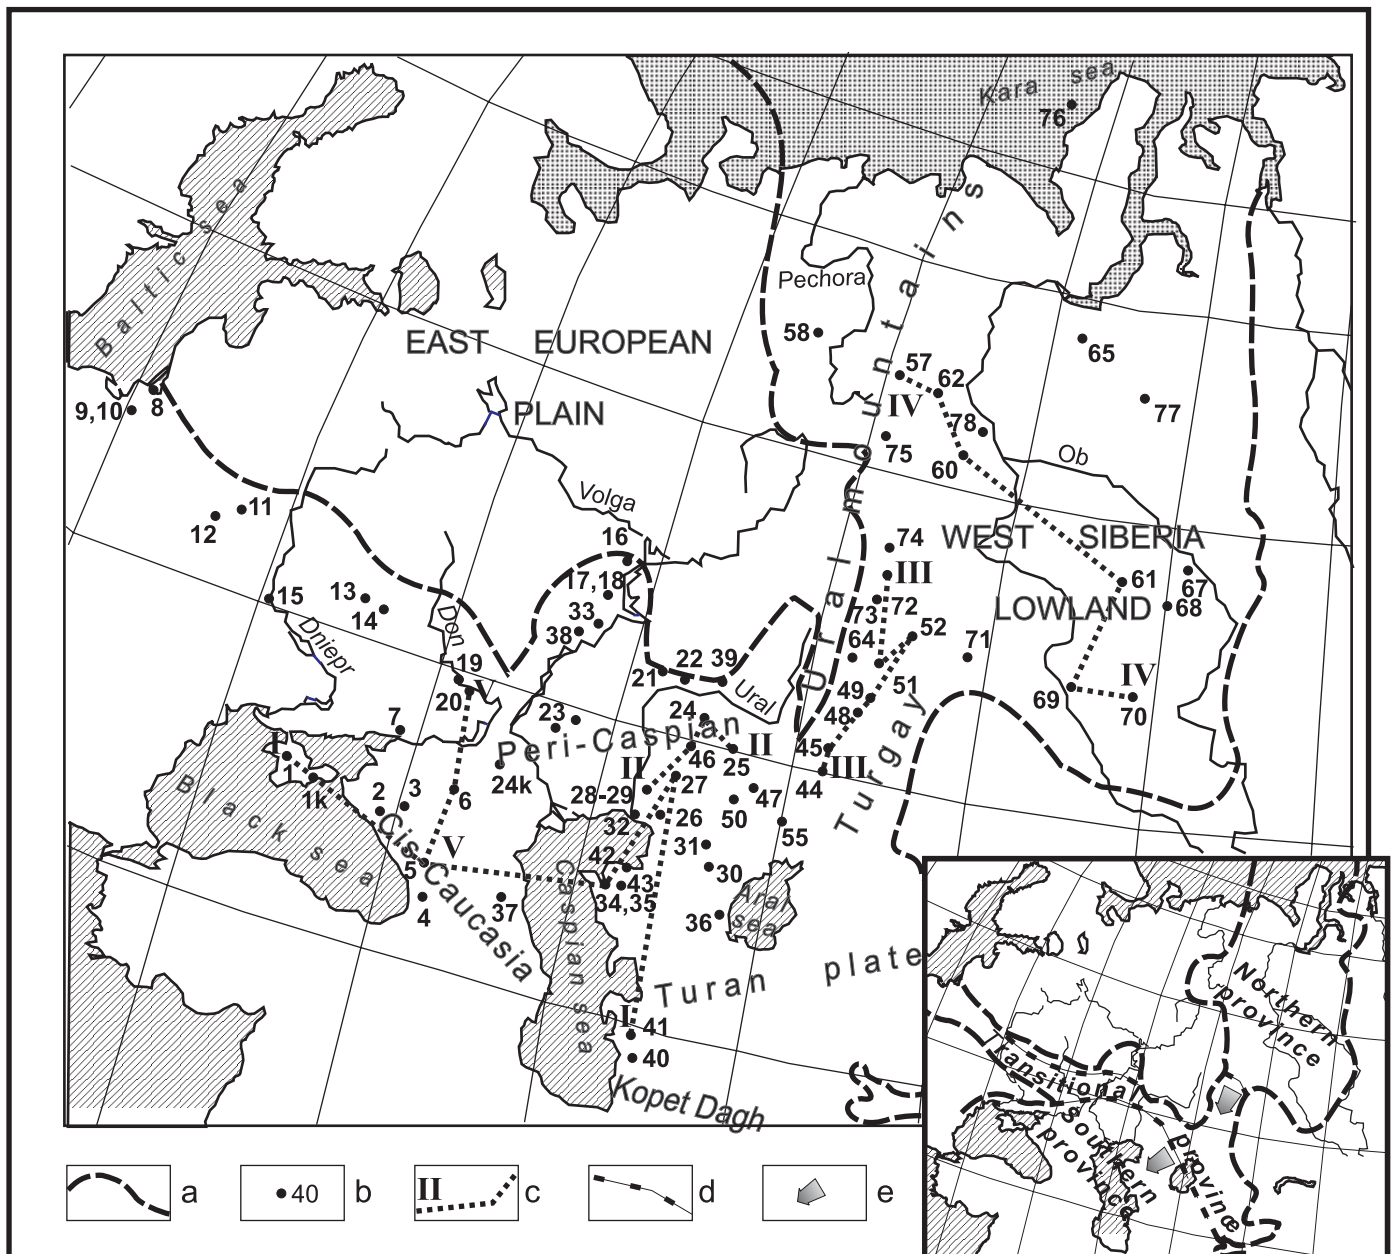 Kara sea
76
Baltic sea
Pechora
58
65
EAST EUROPEAN
PLAIN
57
62
IV
78
77
75
60
Ob
9,10
8
Volga
11
12
16
74
WEST SIBERIA
III
17,18
72
73
61
67
68
LOWLAND
15
13
14
33
38
52
64
71
Dniepr
Don
Ural mountains
19
20
V
21
22
39
Ural
49
51
48
69
IV
70
7
23
24
Peri-Caspian
II
46
25
45
III
44
I
1
1k
24k
II
27
28-29
47
50
Turgay
2
3
6
26
32
55
Black sea
Cis-Caucasia
V
5
31
42
43
30
34,35
Aral
sea
36
4
37
Caspian sea
Turan plate
I
41
40
Kopet Dagh
Northern
province
Transitional
province
Southern
province
a
40
b
II
c
d
e